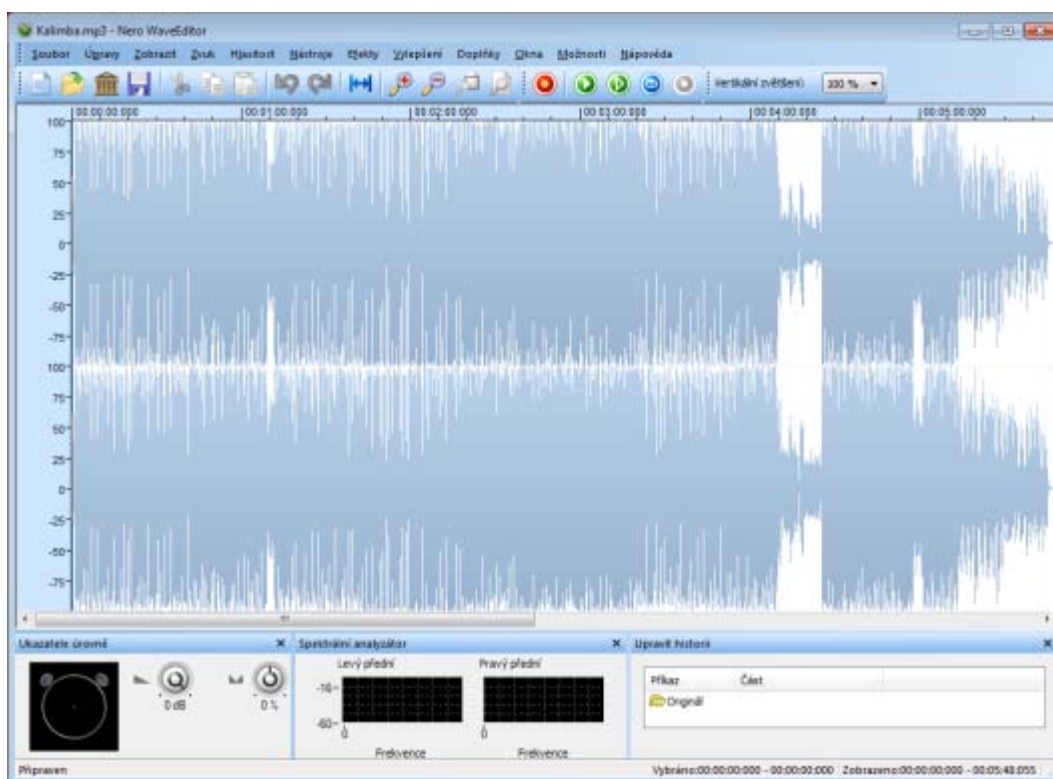 Kalimba.mp3 - Nero WaveEditor
Soubor Úpravy Zobrazit Zvuk Hlasitost Nástroje Efekty Vylepšení Doplňky Okna Možnosti Nápověda
Vertikální zvětšení: 100 %
00:00:00:000 00:01:00:000 00:02:00:000 00:03:00:000 00:04:00:000 00:05:00:000
100
75
50
25
0
-25
-50
-75
100
75
50
25
0
-25
-50
-75
Ukazatele úrovně
0 dB 0 %
Spektrální analyzátor
Levý přední Pravý přední
-16
-60
0 0
Frekvence Frekvence
Upravit historii
Příkaz Část
Originál
Připraven Vybráno:00:00:00:000 - 00:00:00:000 Zobrazeno:00:00:00:000 - 00:05:48:055